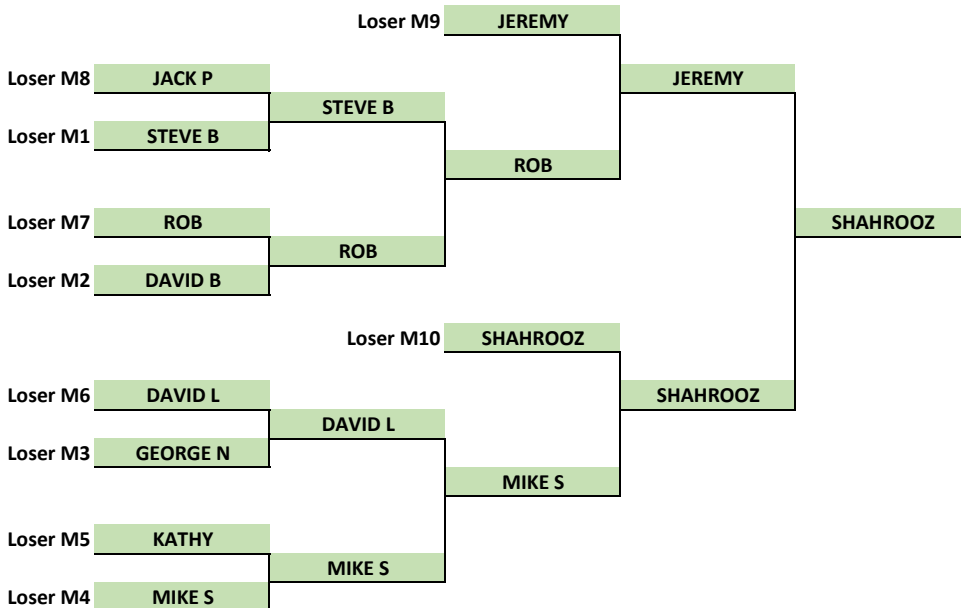 Loser M9 JEREMY
Loser M8 JACK P JEREMY
STEVE B
Loser M1 STEVE B
ROB
Loser M7 ROB SHAHROOZ
ROB
Loser M2 DAVID B
Loser M10 SHAHROOZ
Loser M6 DAVID L SHAHROOZ
DAVID L
Loser M3 GEORGE N
MIKE S
Loser M5 KATHY
MIKE S
Loser M4 MIKE S